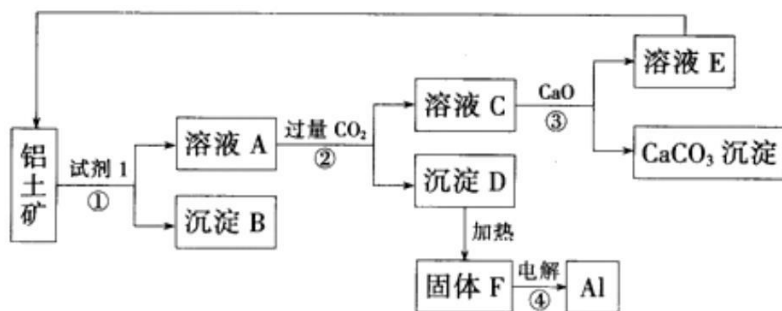 溶液 E
溶液 C
CaO
③
溶液 A
过量 CO₂
②
CaCO₃ 沉淀
铝土矿
试剂 1
①
沉淀 B
沉淀 D
加热
固体 F
电解
④
Al